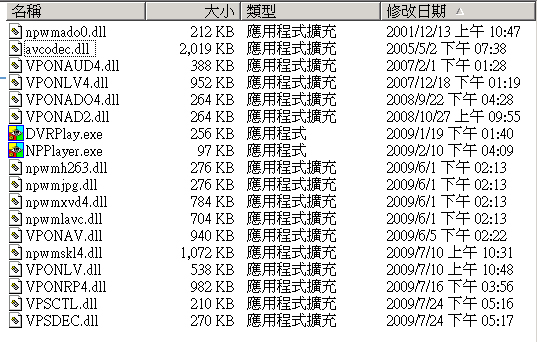 名稱 大小 類型 修改日期
npwmado0.dll 212 KB 應用程式擴充 2001/12/13 上午 10:47
avcodec.dll 2,019 KB 應用程式擴充 2005/5/2 下午 07:38
VPONAUD4.dll 388 KB 應用程式擴充 2007/2/1 下午 01:28
VPONLV4.dll 952 KB 應用程式擴充 2007/12/18 下午 01:19
VPONADO4.dll 264 KB 應用程式擴充 2008/9/22 下午 04:28
VPONAD2.dll 264 KB 應用程式擴充 2008/10/27 上午 09:55
DVRPlay.exe 256 KB 應用程式 2009/1/19 下午 01:40
NPPlayer.exe 97 KB 應用程式 2009/2/10 下午 04:09
npwmh263.dll 276 KB 應用程式擴充 2009/6/1 下午 02:13
npwmjpg.dll 276 KB 應用程式擴充 2009/6/1 下午 02:13
npwmxvd4.dll 784 KB 應用程式擴充 2009/6/1 下午 02:13
npwmlavc.dll 704 KB 應用程式擴充 2009/6/1 下午 02:13
VPONAV.dll 940 KB 應用程式擴充 2009/6/5 下午 02:22
npwmskl4.dll 1,072 KB 應用程式擴充 2009/7/10 上午 10:31
VPONLV.dll 538 KB 應用程式擴充 2009/7/10 上午 10:48
VPONRP4.dll 982 KB 應用程式擴充 2009/7/16 下午 03:56
VPSCTL.dll 210 KB 應用程式擴充 2009/7/24 下午 05:16
VPSDEC.dll 270 KB 應用程式擴充 2009/7/24 下午 05:17